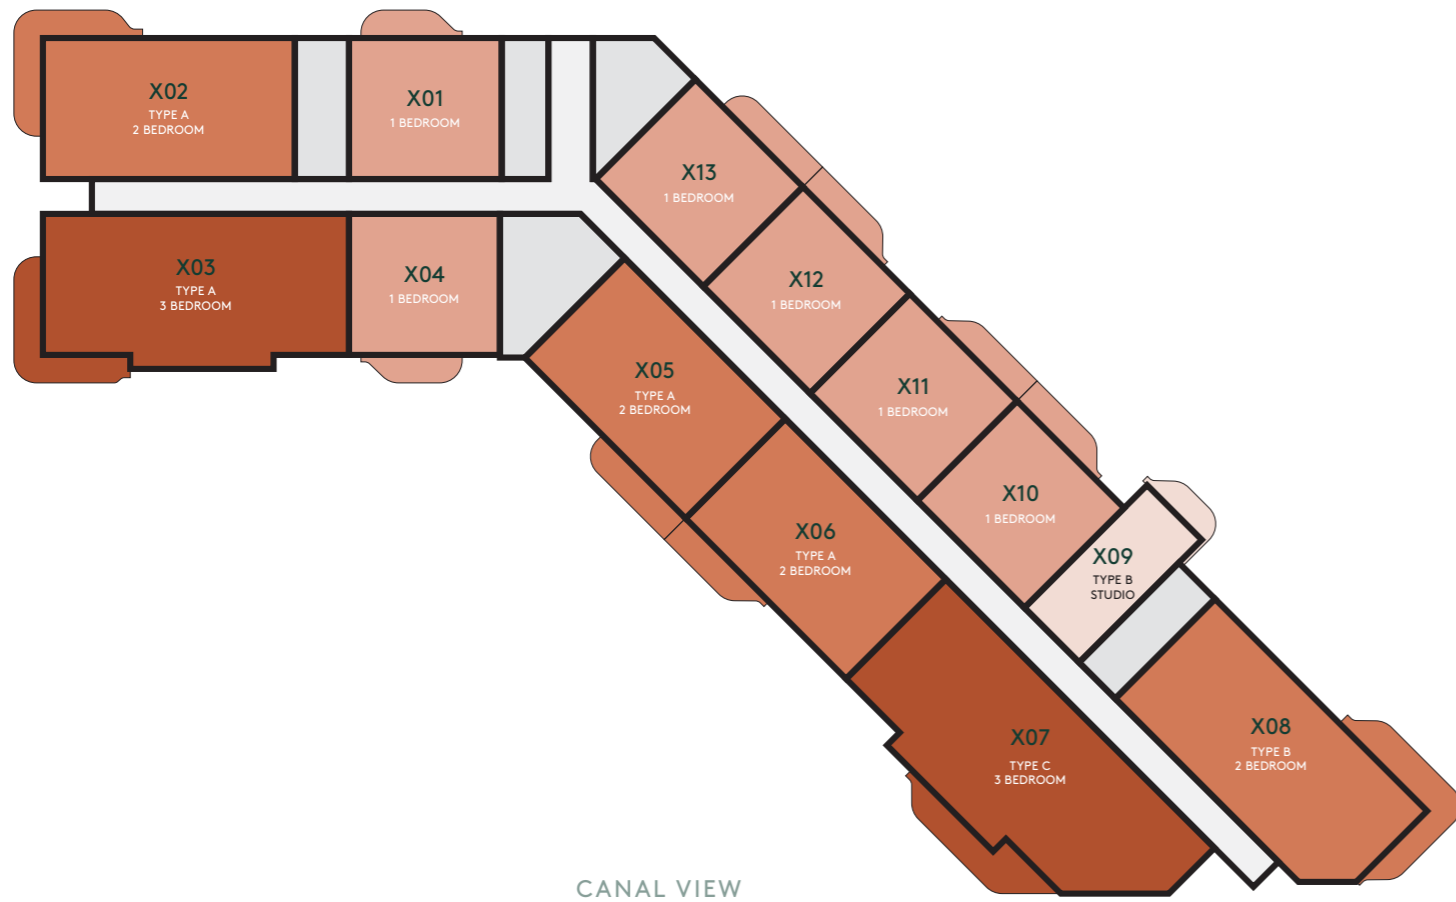 X02
TYPE A
2 BEDROOM
X01
1 BEDROOM
X13
1 BEDROOM
X03
TYPE A
3 BEDROOM
X04
1 BEDROOM
X12
1 BEDROOM
X05
TYPE A
2 BEDROOM
X11
1 BEDROOM
X06
TYPE A
2 BEDROOM
X10
1 BEDROOM
X09
TYPE B
STUDIO
X07
TYPE C
3 BEDROOM
X08
TYPE B
2 BEDROOM
CANAL VIEW